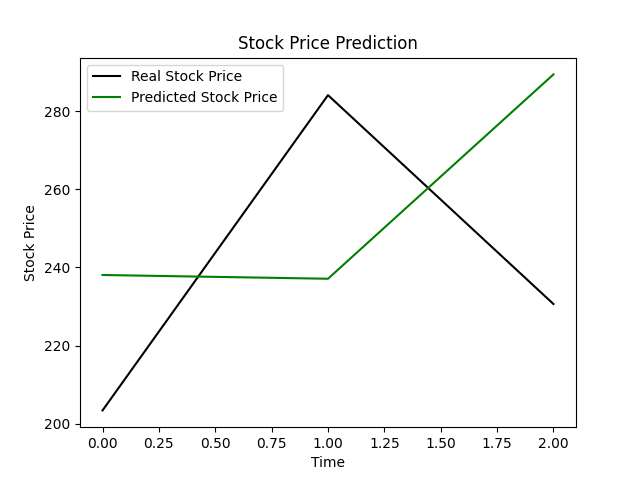 Stock Price Prediction
Real Stock Price
Predicted Stock Price
Stock Price
280
260
240
220
200
0.00 0.25 0.50 0.75 1.00 1.25 1.50 1.75 2.00
Time